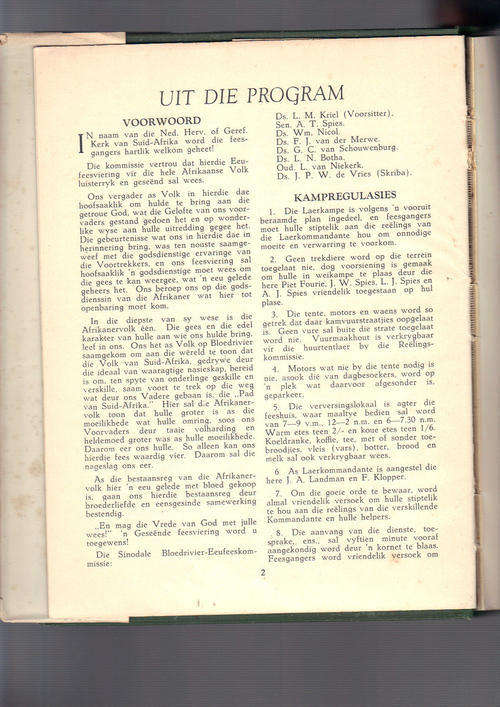 UIT DIE PROGRAM
VOORWOORD
IN naam van die Ned. Herv. of Geref.
Kerk van Suid-Afrika word die fees-
gangers hartlik welkom geheet!
Die kommissie vertrou dat hierdie Eeu-
feesviering vir die hele Afrikaanse Volk
luisterryk en geseënd sal wees.
Ons vergader as Volk in hierdie dae
hoofsaaklik om hulde te bring aan die
getroue God, wat die Gelofte van ons voor-
vaders gestand gedoen het en op wonder-
like wyse aan hulle uitredding gegee het.
Die gebeurtenisse wat ons in hierdie dae in
herinnering bring, was ten nouste saamge-
weef met die godsdienstige ervaringe van
die Voortrekkers, en ons feesviering sal
hoofsaaklik 'n godsdienstige moet wees om
die gees te kan weergee, wat 'n eeu gelede
geheers het. Ons beroep ons op die gods-
dienssin van die Afrikaner wat hier tot
openbaring moet kom.
In die diepste van sy wese is die
Afrikanervolk één. Die gees en die edel
karakter van hulle aan wie ons hulde bring,
leef in ons. Ons het as Volk op Bloedrivier
saamgekom om aan die wêreld te toon dat
die Volk van Suid-Afrika, gedrywe deur
die ideaal van waaragtige nasieskap, bereid
is om, ten spyte van onderlinge geskille en
verskille, saam voort te trek op die weg
wat deur ons Vadere gebaan is, die „Pad
van Suid-Afrika." Hier sal die Afrikaner-
volk toon dat hulle groter is as die
moeilikhede wat hulle omring, soos ons
Voorvaders deur taaie volharding en
heldemoed groter was as hulle moeilikhede.
Daarom eer ons hulle. So alleen kan ons
hierdie fees waardig vier. Daarom sal die
nageslag ons eer.
As die bestaansreg van die Afrikaner-
volk hier 'n eeu gelede met bloed gekoop
is, gaan ons hierdie bestaansreg deur
broederliefde en eensgesinde samewerking
bestendig.
„En mag die Vrede van God met julle
wees!" 'n Geseënde feesviering word u
toegewens!
Die Sinodale Bloedrivier-Eeufeeskom-
missie:
Ds. L. M. Kriel (Voorsitter).
Sen. A. T. Spies.
Ds. Wm. Nicol.
Ds. F. J. van der Merwe.
Ds. G. C. van Schouwenburg.
Ds. L. N. Botha.
Oud. L. van Niekerk.
Ds. J. P. W. de Vries (Skriba).
KAMPREGULASIES
1. Die Laerkampe is volgens 'n vooruit
beraamde plan ingedeel, en feesgangers
moet hulle stiptelik aan die reëlings van
die Laerkommandante hou om onnodige
moeite en verwarring te voorkom.
2. Geen trekdiere word op die terrein
toegelaat nie, dog voorsiening is gemaak
om hulle in weikampe te plaas deur die
here Piet Fourie, J. W. Spies, L. J. Spies en
A. J. Spies vriendelik toegestaan op hul
plase.
3. Die tente, motors en waens word so
getrek dat daar kampvuurstraatjies oopgelaat
is. Geen vure sal buite die strate toegelaat
word nie. Vuurmaakhout is verkrygbaar
vir die huurtentlaer by die Reëlings-
kommissie.
4. Motors wat nie by die tente nodig is
nie, asook dié van dagbesoekers, word op
'n plek wat daarvoor afgesonder is,
geparkeer.
5. Die verversingslokaal is agter die
feeshuis, waar maaltye bedien sal word
van 7—9 v.m., 12—2 n.m. en 6—7.30 n.m.
Warm etes teen 2/- en koue etes teen 1/6.
Koeldranke, koffie, tee, met of sonder toe-
broodjies, vleis (vars), botter, brood en
melk sal ook verkrygbaar wees.
6 As Laerkommandante is aangestel die
here J. A. Landman en F. Klopper.
7. Om die goeie orde te bewaar, word
almal vriendelik versoek om hulle stiptelik
te hou aan die reëlings van die verskillende
Kommandante en hulle helpers.
8. Die aanvang van die dienste, toe-
sprake, ens., sal vyftien minute vooraf
aangekondig word deur 'n kornet te blaas.
Feesgangers word vriendelik versoek om
2